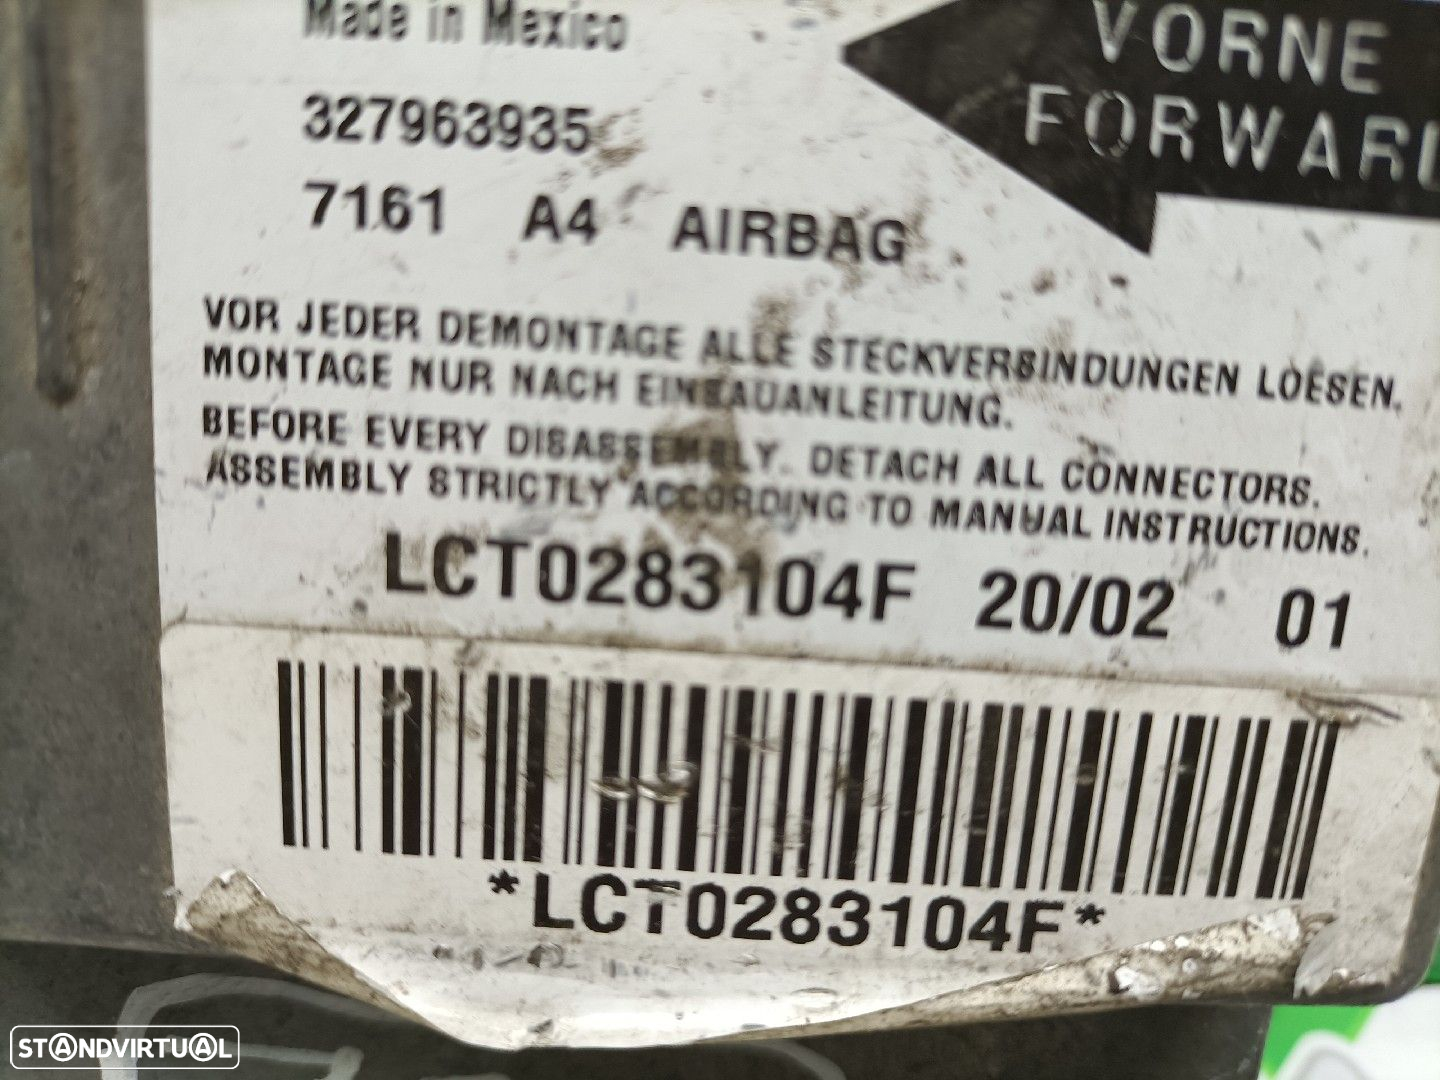 Made in Mexico
327963935
7161 A4 AIRBAG
VORNE
FORWARD
VOR JEDER DEMONTAGE ALLE STECKVERBINDUNGEN LOESEN.
MONTAGE NUR NACH EINBAUANLEITUNG.
BEFORE EVERY DISASSEMBLY. DETACH ALL CONNECTORS.
ASSEMBLY STRICTLY ACCORDING TO MANUAL INSTRUCTIONS.
LCT0283104F 20/02 01
*LCT0283104F*
STANDVIRTUAL